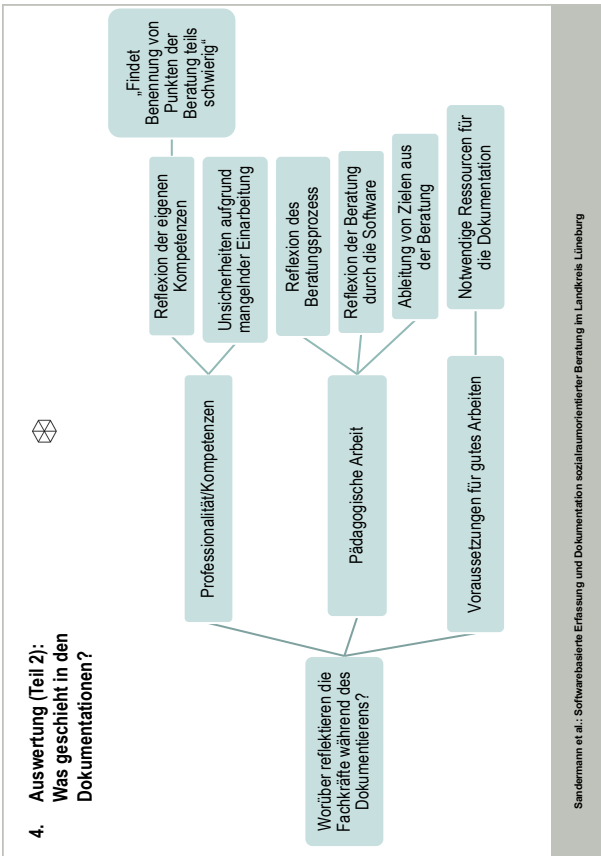 4. Auswertung (Teil 2):
Was geschieht in den
Dokumentationen?
Worüber reflektieren die
Fachkräfte während des
Dokumentierens?
Professionalität/Kompetenzen
Reflexion der eigenen
Kompetenzen
„Findet
Benennung von
Punkten der
Beratung teils
schwierig“
Unsicherheiten aufgrund
mangelnder Einarbeitung
Pädagogische Arbeit
Reflexion des
Beratungsprozess
Reflexion der Beratung
durch die Software
Ableitung von Zielen aus
der Beratung
Voraussetzungen für gutes Arbeiten
Notwendige Ressourcen für
die Dokumentation
Sandermann et al.: Softwarebasierte Erfassung und Dokumentation sozialraumorientierter Beratung im Landkreis Lüneburg